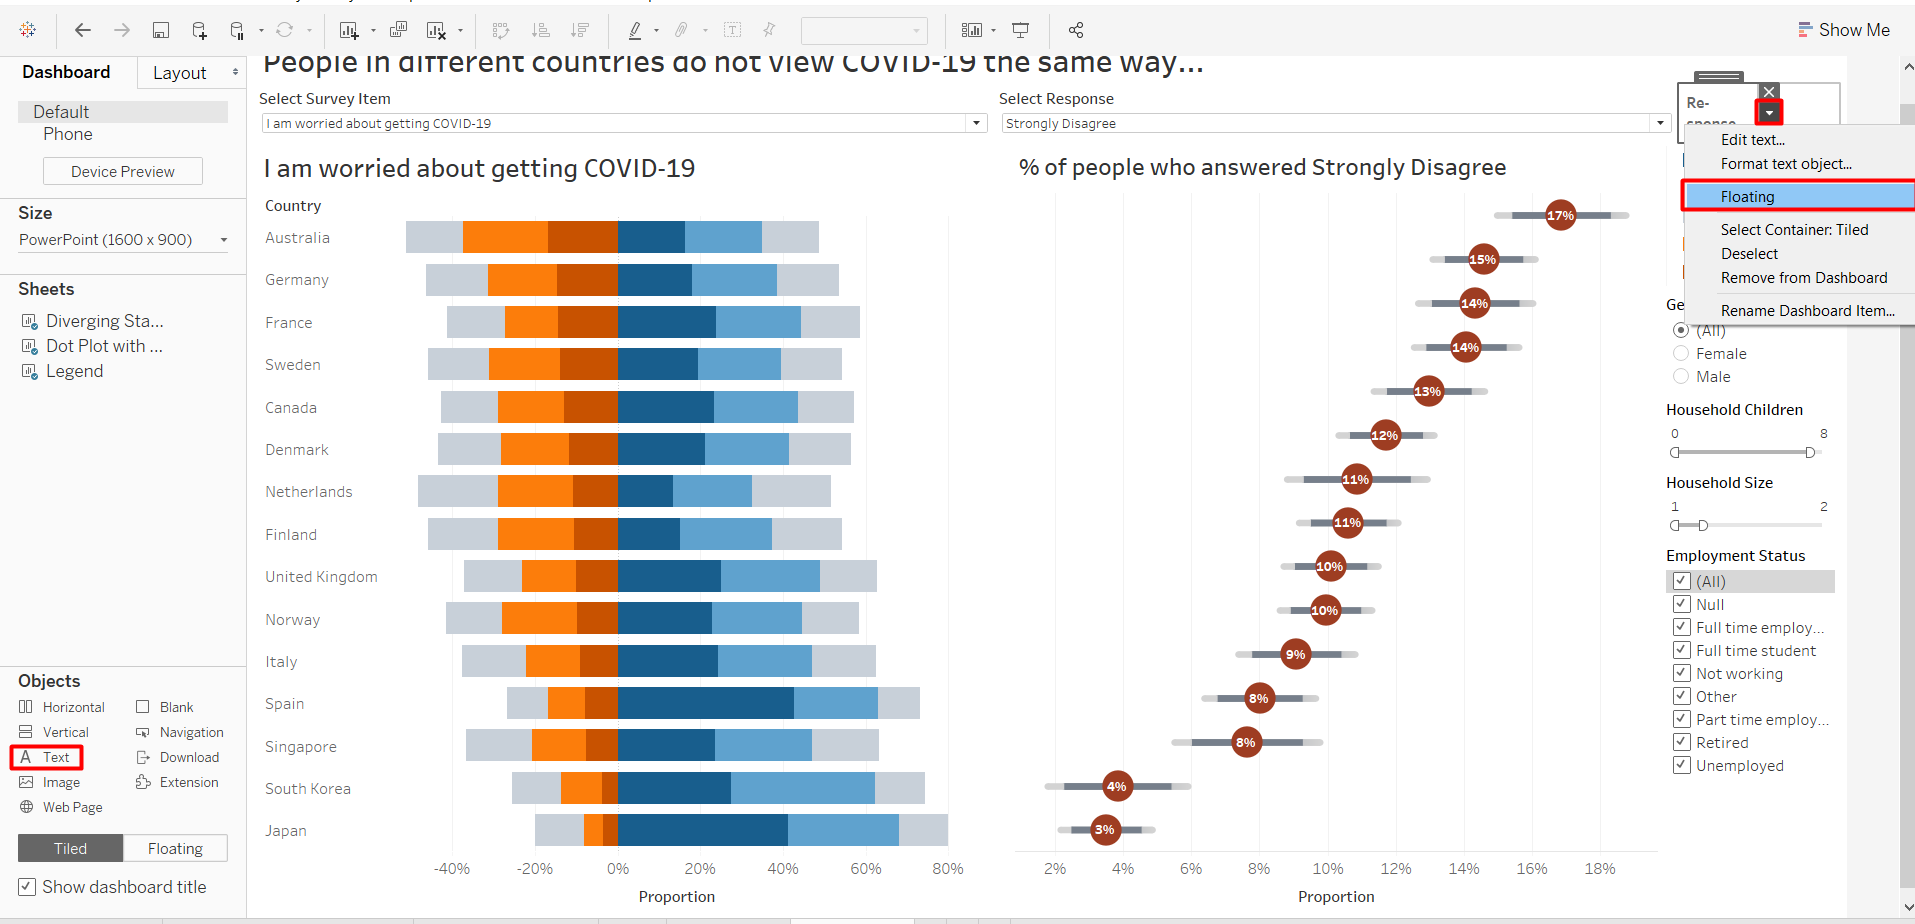 Show Me
Dashboard
Layout
Default
Phone
Device Preview
Size
PowerPoint (1600 x 900)
Sheets
Diverging Sta...
Dot Plot with ...
Legend
Objects
Horizontal
Blank
Vertical
Navigation
Text
Download
Image
Extension
Web Page
Tiled
Floating
Show dashboard title
People in different countries do not view COVID-19 the same way...
Select Survey Item
I am worried about getting COVID-19
Select Response
Strongly Disagree
I am worried about getting COVID-19
Country
Australia
Germany
France
Sweden
Canada
Denmark
Netherlands
Finland
United Kingdom
Norway
Italy
Spain
Singapore
South Korea
Japan
-40%
-20%
0%
20%
40%
60%
80%
Proportion
% of people who answered Strongly Disagree
17%
15%
14%
14%
13%
12%
11%
11%
10%
10%
9%
8%
8%
4%
3%
2%
4%
6%
8%
10%
12%
14%
16%
18%
Proportion
Re-
sponse
Edit text...
Format text object...
Floating
Select Container: Tiled
Deselect
Remove from Dashboard
Rename Dashboard Item...
Ge
(All)
Female
Male
Household Children
0
8
Household Size
1
2
Employment Status
(All)
Null
Full time employ...
Full time student
Not working
Other
Part time employ...
Retired
Unemployed